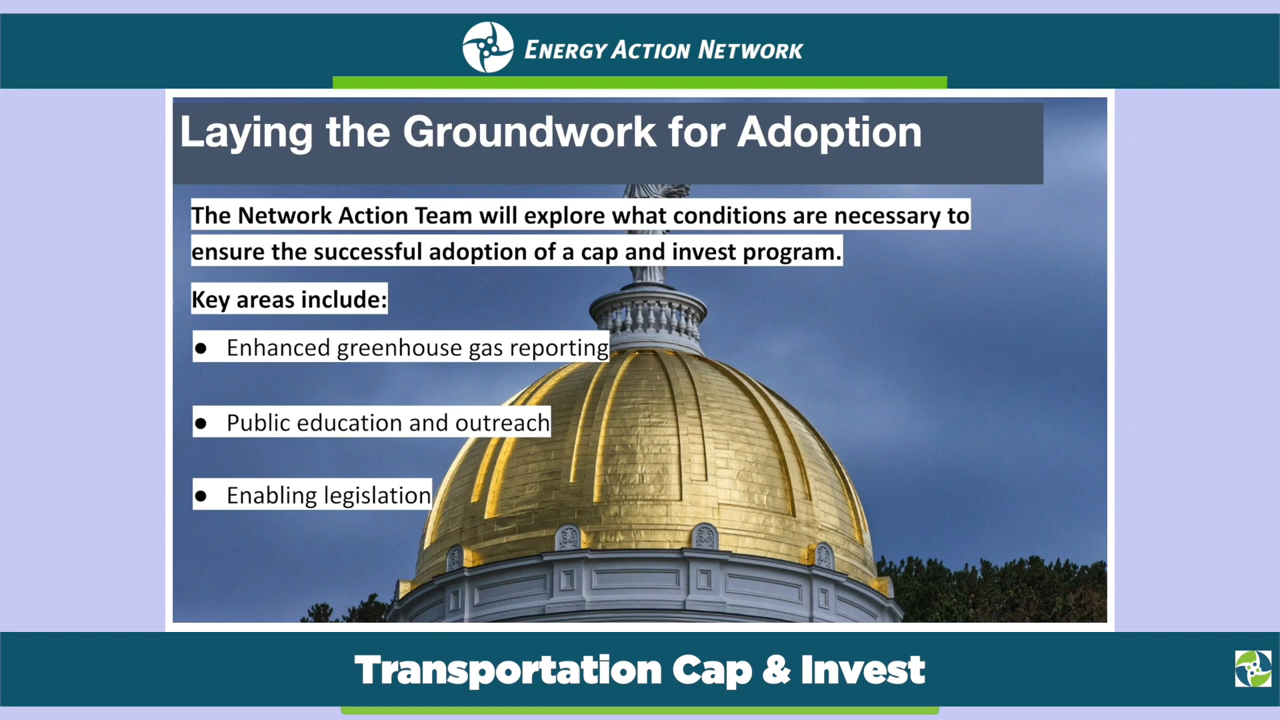 ENERGY ACTION NETWORK
Laying the Groundwork for Adoption
The Network Action Team will explore what conditions are necessary to
ensure the successful adoption of a cap and invest program.
Key areas include:
● Enhanced greenhouse gas reporting
● Public education and outreach
● Enabling legislation
Transportation Cap & Invest